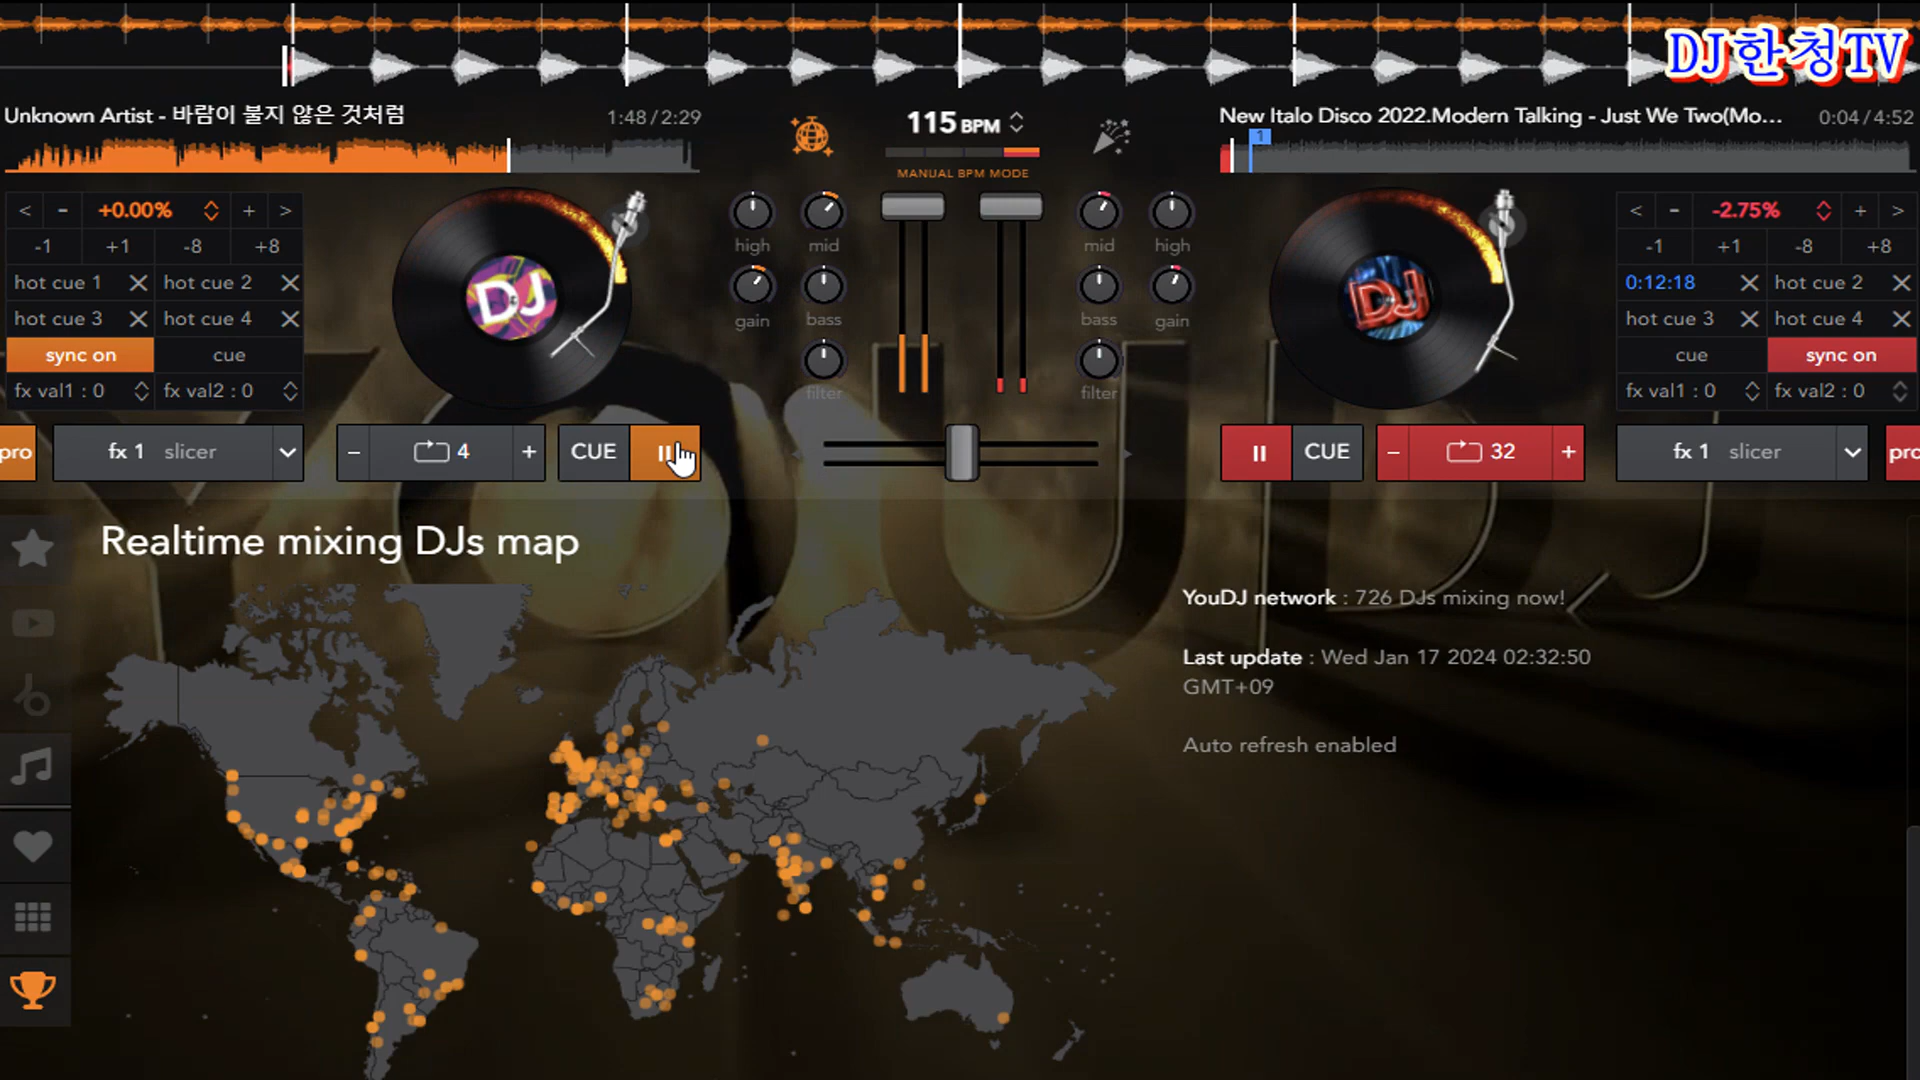 DJ한청TV
Unknown Artist - 바람이 불지 않은 것처럼
1:48/2:29
115 BPM
MANUAL BPM MODE
New Italo Disco 2022.Modern Talking - Just We Two(Mo...
0:04/4:52
1
< - +0.00% + >
-1 +1 -8 +8
hot cue 1 hot cue 2
hot cue 3 hot cue 4
sync on cue
fx val1 : 0 fx val2 : 0
DJ
high mid
gain bass
filter
mid high
bass gain
filter
DJ
< - -2.75% + >
-1 +1 -8 +8
0:12:18 hot cue 2
hot cue 3 hot cue 4
cue sync on
fx val1 : 0 fx val2 : 0
pro fx 1 slicer - 4 + CUE
CUE - 32 + fx 1 slicer pro
YOUDJ
Realtime mixing DJs map
YouDJ network : 726 DJs mixing now!
Last update : Wed Jan 17 2024 02:32:50
GMT+09
Auto refresh enabled